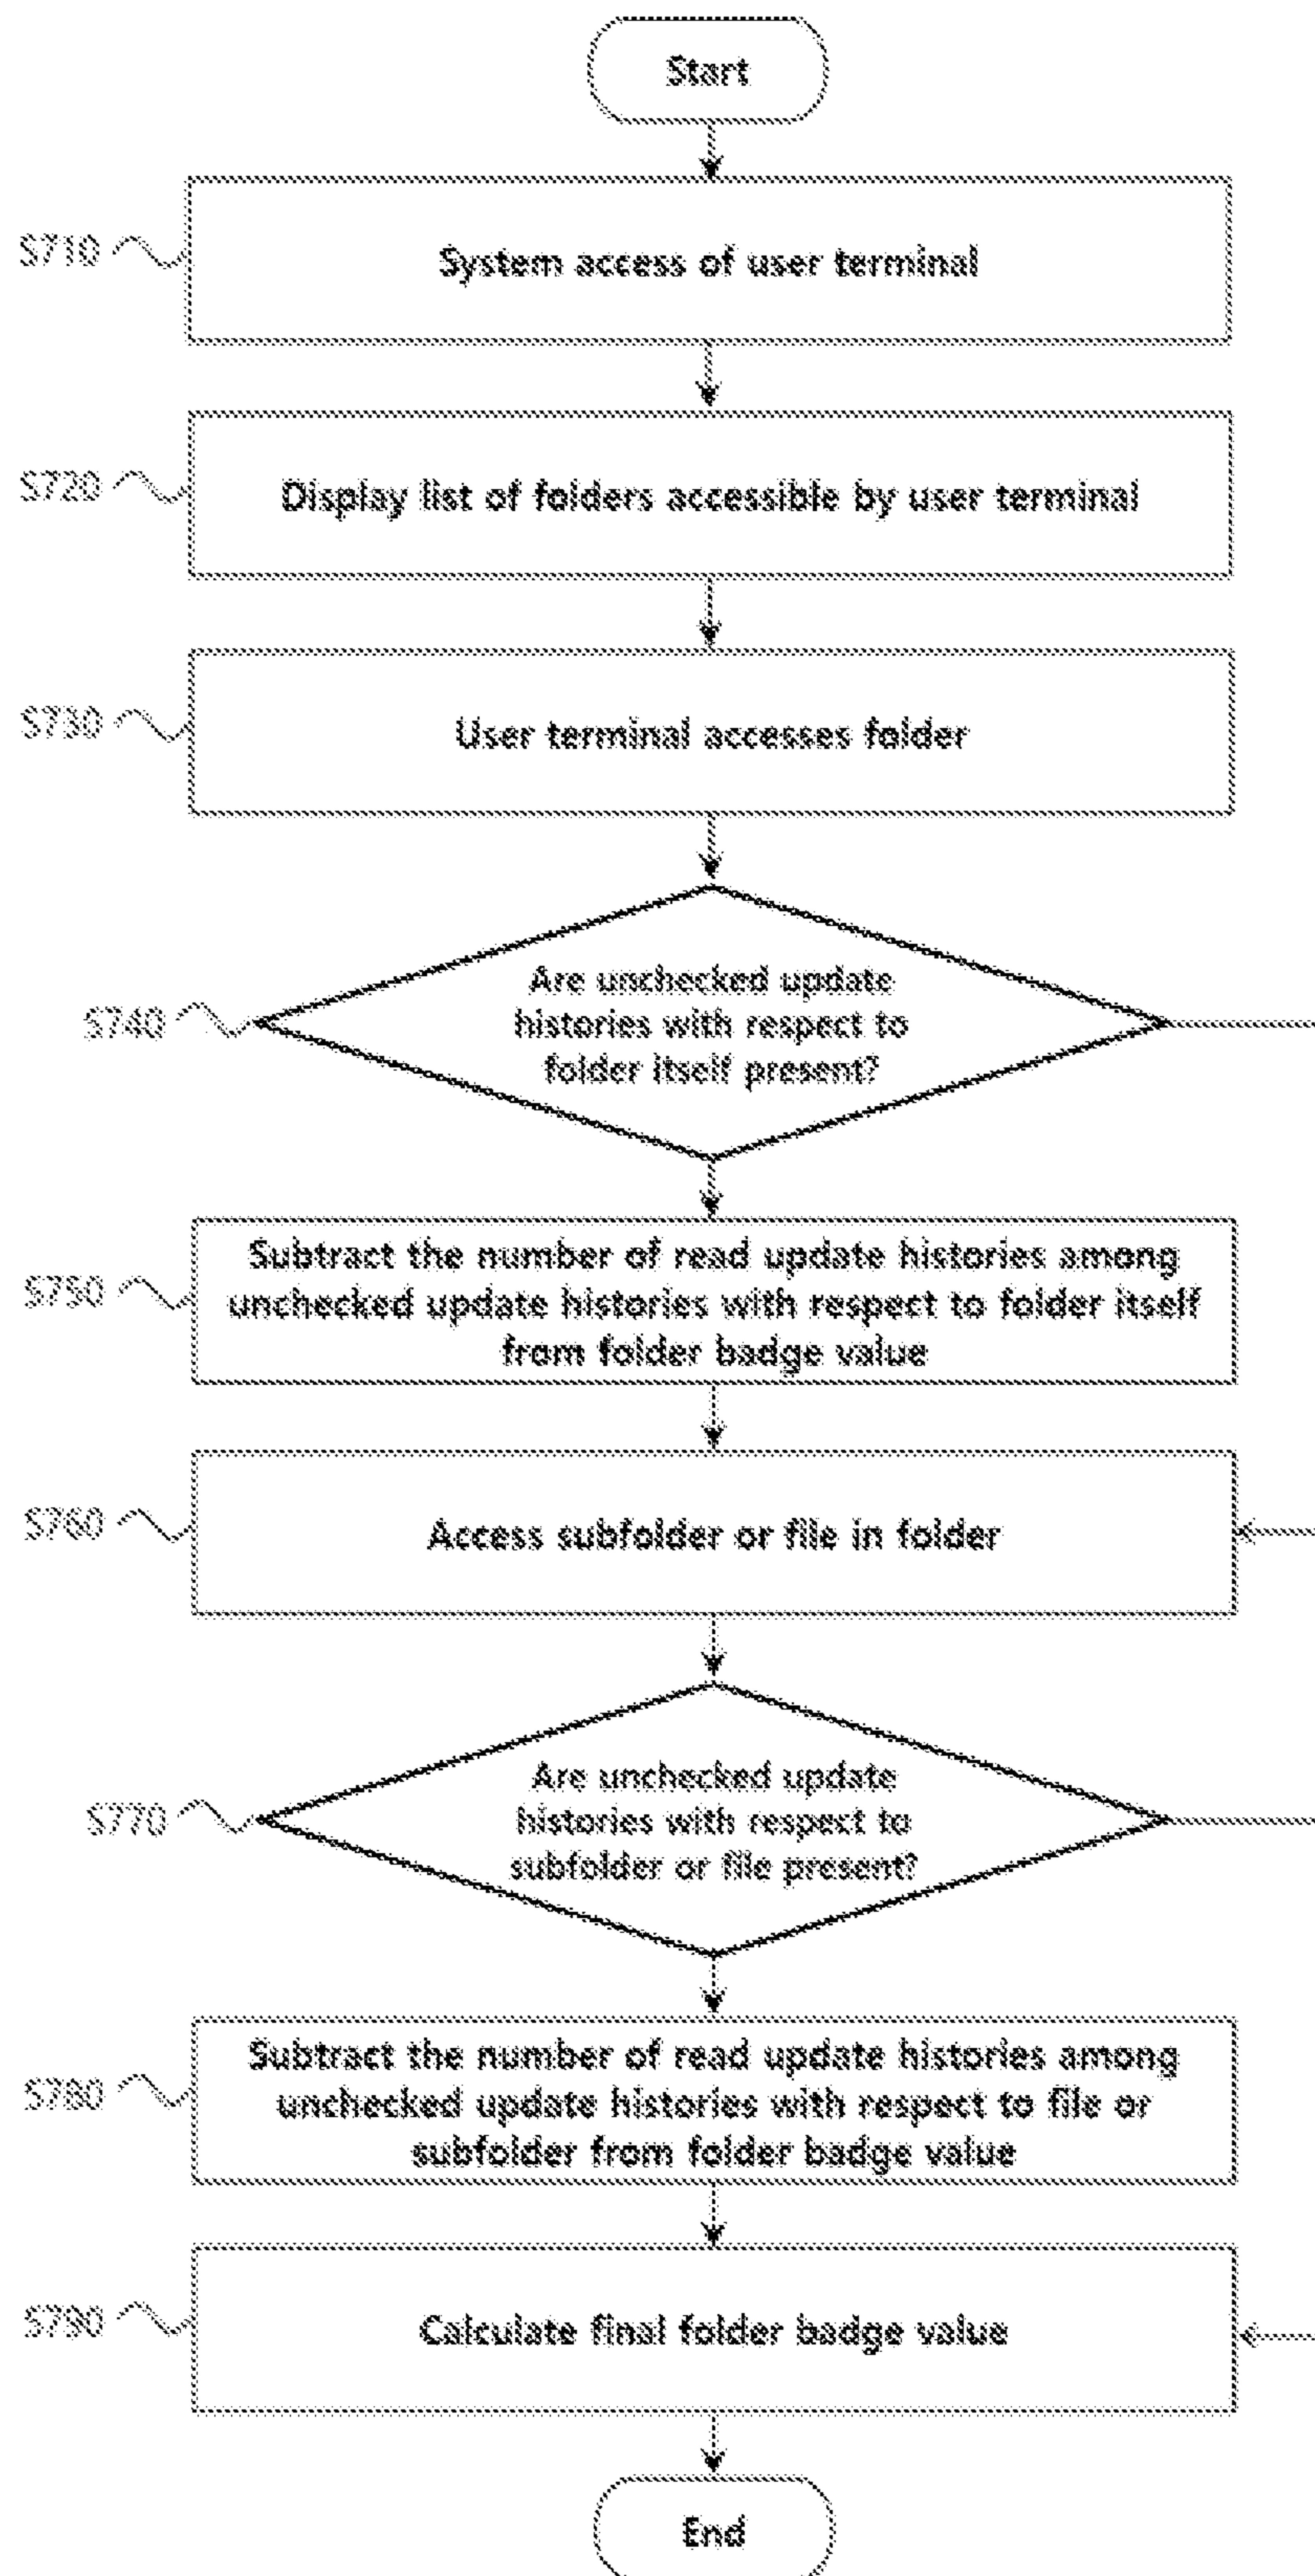 Start
S710
System access of user terminal
S720
Display list of folders accessible by user terminal
S730
User terminal accesses folder
S740
Are unchecked update
histories with respect to
folder itself present?
S750
Subtract the number of read update histories among
unchecked update histories with respect to folder itself
from folder badge value
S760
Access subfolder or file in folder
S770
Are unchecked update
histories with respect to
subfolder or file present?
S780
Subtract the number of read update histories among
unchecked update histories with respect to file or
subfolder from folder badge value
S790
Calculate final folder badge value
End